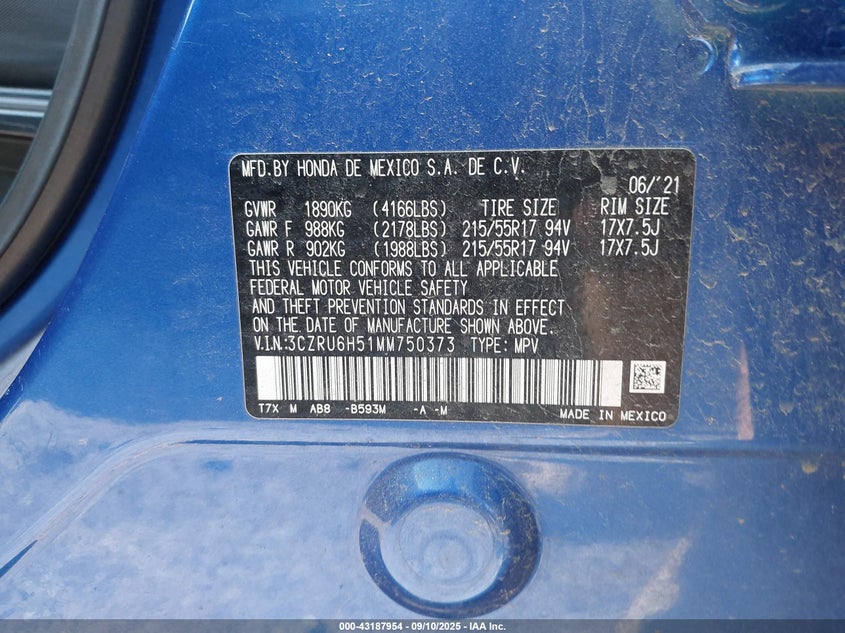 MFD.BY HONDA DE MEXICO S.A. DE C.V.
06/'21
GVWR 1890KG (4166LBS) TIRE SIZE RIM SIZE
GAWR F 988KG (2178LBS) 215/55R17 94V 17X7.5J
GAWR R 902KG (1988LBS) 215/55R17 94V 17X7.5J
THIS VEHICLE CONFORMS TO ALL APPLICABLE
FEDERAL MOTOR VEHICLE SAFETY
AND THEFT PREVENTION STANDARDS IN EFFECT
ON THE DATE OF MANUFACTURE SHOWN ABOVE.
V.I.N.:3CZRU6H51MM750373 TYPE: MPV
T7X M AB8 -B593M -A -M
MADE IN MEXICO
000-43187954 - 09/10/2025 - IAA Inc.